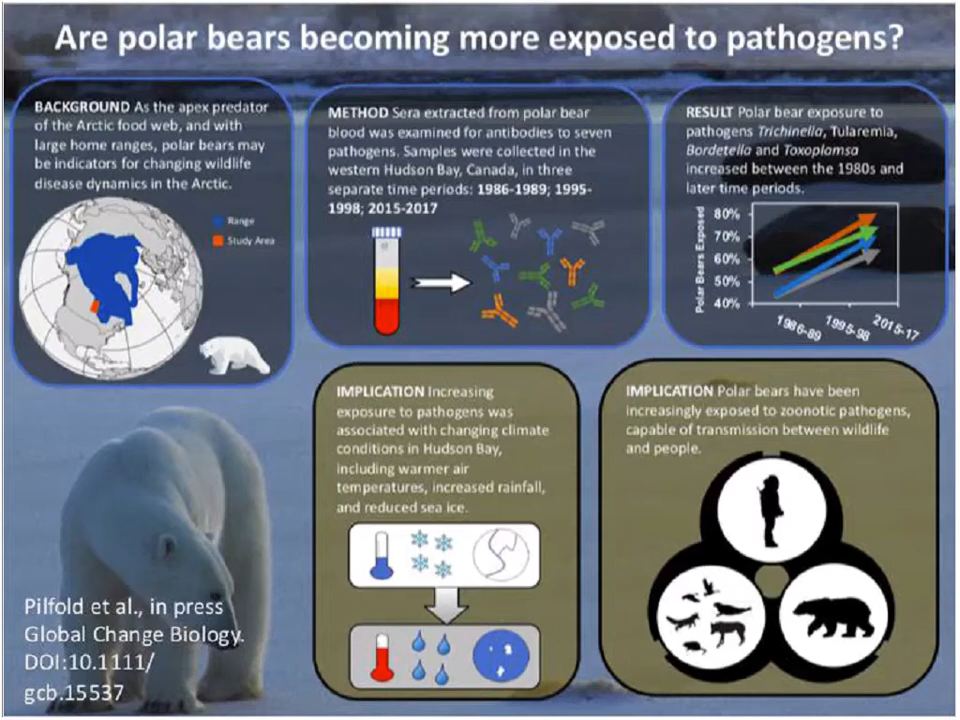 Are polar bears becoming more exposed to pathogens?
BACKGROUND As the apex predator
of the Arctic food web, and with
large home ranges, polar bears may
be indicators for changing wildlife
disease dynamics in the Arctic.
Range
Study Area
METHOD Sera extracted from polar bear
blood was examined for antibodies to seven
pathogens. Samples were collected in the
western Hudson Bay, Canada, in three
separate time periods: 1986-1989; 1995-
1998; 2015-2017
RESULT Polar bear exposure to
pathogens Trichinella, Tularemia,
Bordetella and Toxoplamsa
increased between the 1980s and
later time periods.
Polar Bears Exposed
80%
70%
60%
50%
40%
1986-89
1995-98
2015-17
IMPLICATION Increasing
exposure to pathogens was
associated with changing climate
conditions in Hudson Bay,
including warmer air
temperatures, increased rainfall,
and reduced sea ice.
IMPLICATION Polar bears have been
increasingly exposed to zoonotic pathogens,
capable of transmission between wildlife
and people.
Pilfold et al., in press
Global Change Biology.
DOI:10.1111/
gcb.15537